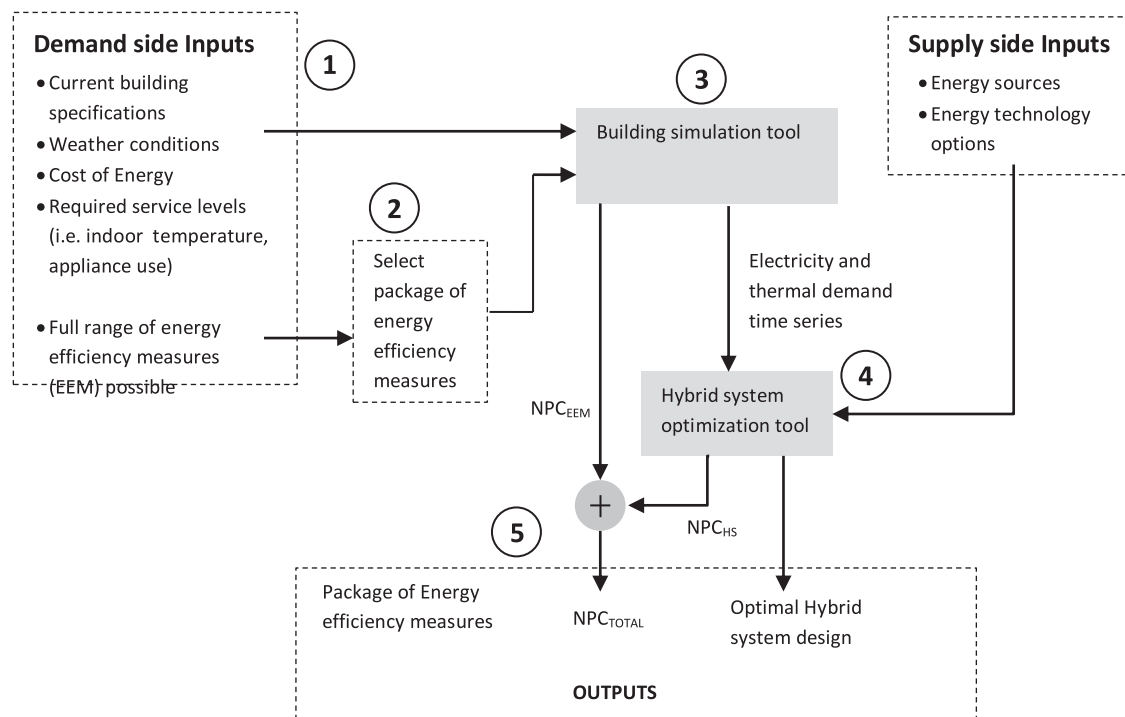 Demand side Inputs
● Current building
specifications
● Weather conditions
● Cost of Energy
● Required service levels
(i.e. indoor temperature,
appliance use)
● Full range of energy
efficiency measures
(EEM) possible
1
2
Select
package of
energy
efficiency
measures
3
Building simulation tool
Supply side Inputs
● Energy sources
● Energy technology
options
Electricity and
thermal demand
time series
4
Hybrid system
optimization tool
NPCEEM
+
NPCHS
5
Package of Energy
efficiency measures
NPCTOTAL
Optimal Hybrid
system design
OUTPUTS